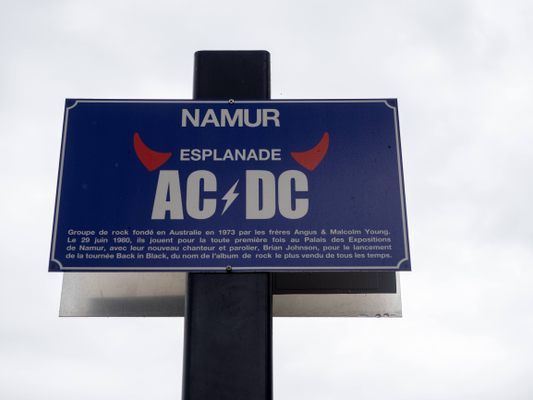 NAMUR
ESPLANADE
AC DC
Groupe de rock fondé en Australie en 1973 par les frères Angus & Malcolm Young.
Le 29 juin 1980, ils jouent pour la toute première fois au Palais des Expositions
de Namur, avec leur nouveau chanteur et parolier, Brian Johnson, pour le lancement
de la tournée Back in Black, du nom de l'album de rock le plus vendu de tous les temps.